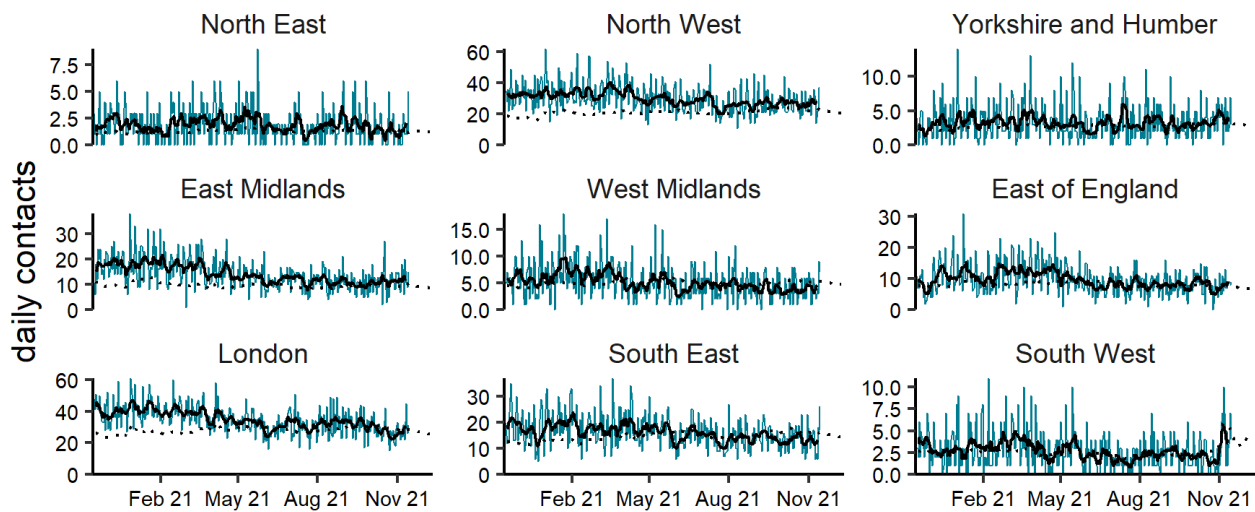 North East
North West
Yorkshire and Humber
7.5
5.0
2.5
0.0
60
40
20
0
10.0
5.0
0.0
daily contacts
East Midlands
West Midlands
East of England
30
20
10
0
15.0
10.0
5.0
0.0
30
20
10
0
London
South East
South West
60
40
20
0
30
20
10
0
10.0
7.5
5.0
2.5
0.0
Feb 21 May 21 Aug 21 Nov 21
Feb 21 May 21 Aug 21 Nov 21
Feb 21 May 21 Aug 21 Nov 21